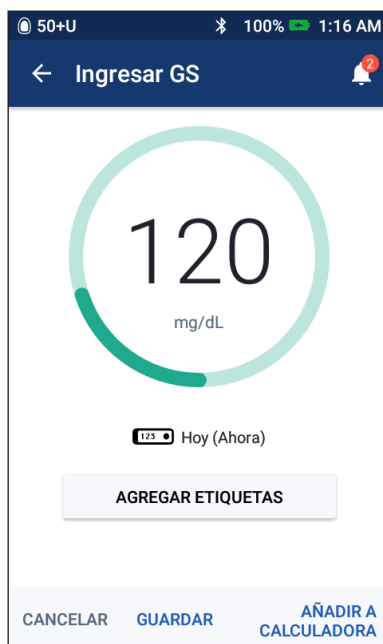 50+U 100% 1:16 AM
Ingresar GS 2
120
mg/dL
123 Hoy (Ahora)
AGREGAR ETIQUETAS
CANCELAR GUARDAR AÑADIR A
CALCULADORA